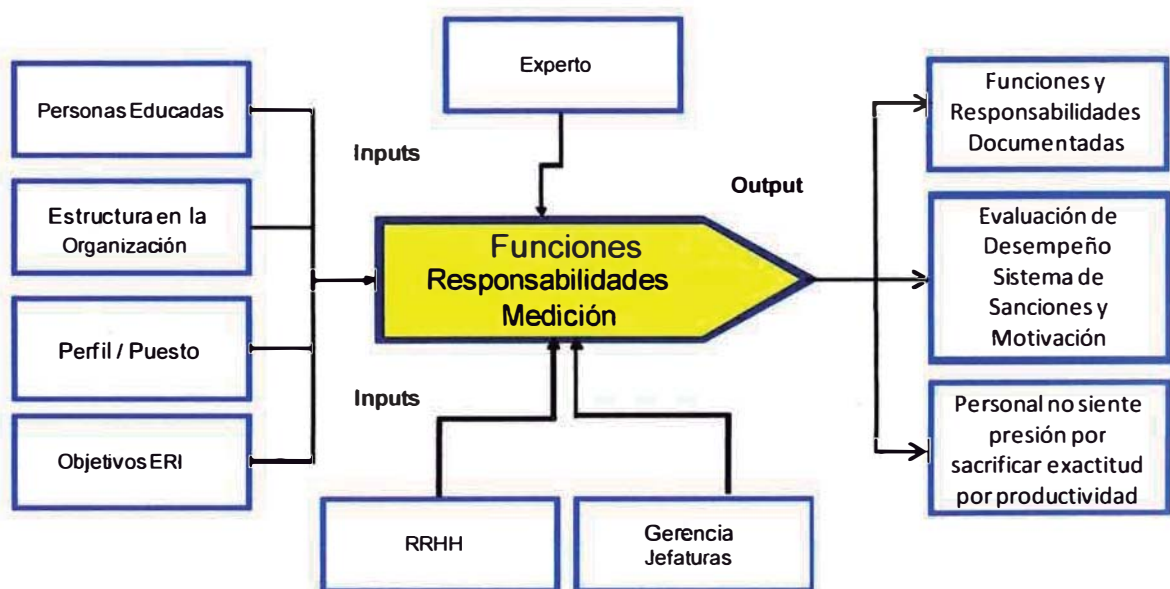 Experto
Personas Educadas
Estructura en la
Organización
Perfil / Puesto
Objetivos ERI
Inputs
Inputs
Funciones
Responsabilidades
Medición
RRHH
Gerencia
Jefaturas
Output
Funciones y
Responsabilidades
Documentadas
Evaluación de
Desempeño
Sistema de
Sanciones y
Motivación
Personal no siente
presión por
sacrificar exactitud
por productividad